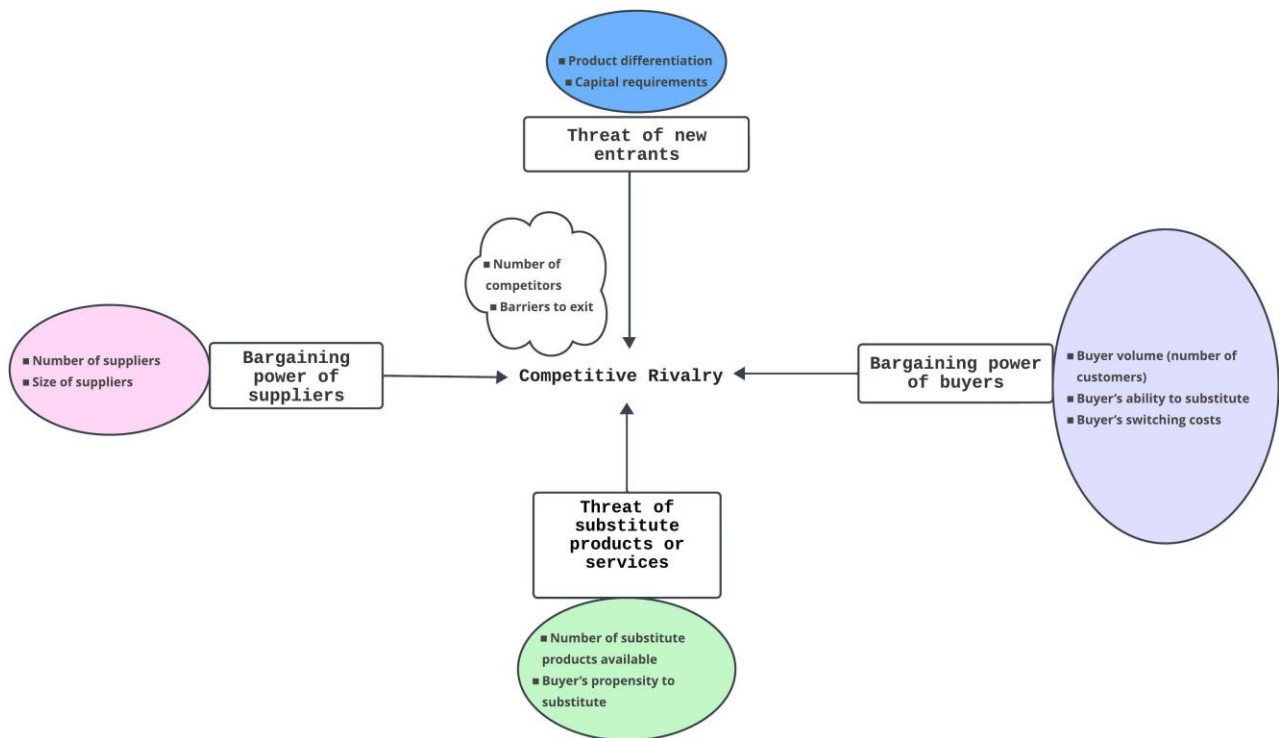 ■ Product differentiation
■ Capital requirements
Threat of new
entrants
■ Number of
competitors
■ Barriers to exit
■ Number of suppliers
■ Size of suppliers
Bargaining
power of
suppliers
Competitive Rivalry
Bargaining power
of buyers
■ Buyer volume (number of
customers)
■ Buyer’s ability to substitute
■ Buyer’s switching costs
Threat of
substitute
products or
services
■ Number of substitute
products available
■ Buyer’s propensity to
substitute